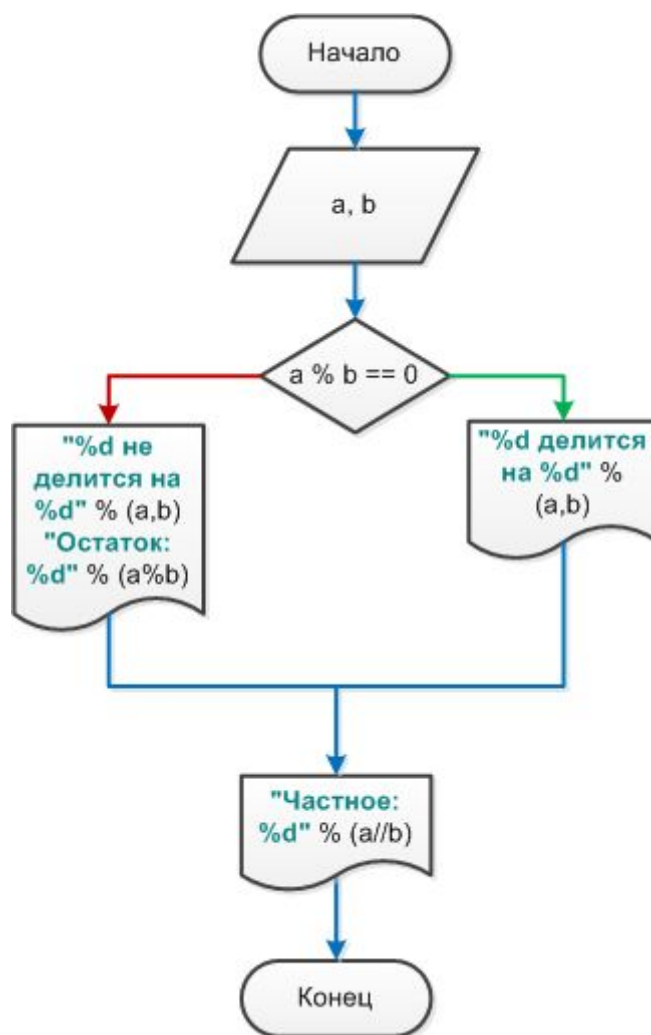 Начало
a, b
a % b == 0
"%d не
делится на
%d" % (a,b)
"Остаток:
%d" % (a%b)
"%d делится
на %d" %
(a,b)
"Частное:
%d" % (a//b)
Конец